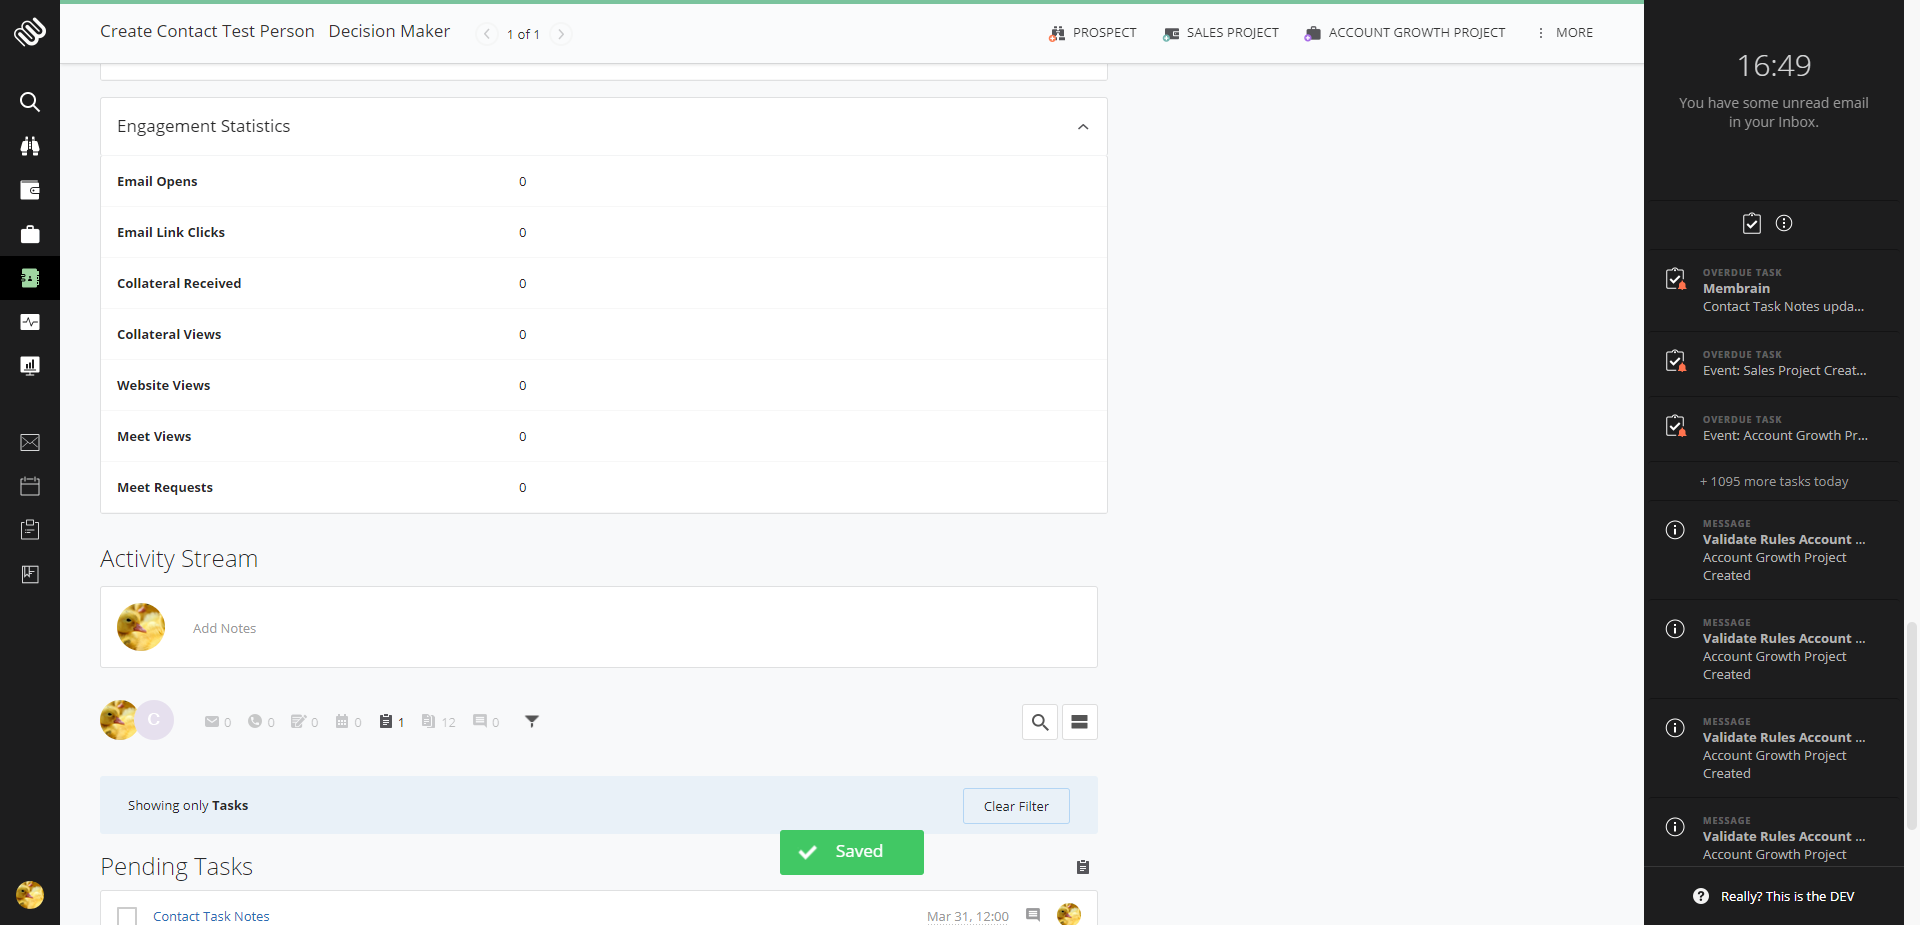 Create Contact Test Person Decision Maker
1 of 1
PROSPECT
SALES PROJECT
ACCOUNT GROWTH PROJECT
MORE
Engagement Statistics
Email Opens 0
Email Link Clicks 0
Collateral Received 0
Collateral Views 0
Website Views 0
Meet Views 0
Meet Requests 0
Activity Stream
Add Notes
C
0 0 0 0 1 12 0
Showing only Tasks
Clear Filter
Saved
Pending Tasks
Contact Task Notes
Mar 31, 12:00
16:49
You have some unread email
in your Inbox.
OVERDUE TASK
Membrain
Contact Task Notes upda...
OVERDUE TASK
Event: Sales Project Creat...
OVERDUE TASK
Event: Account Growth Pr...
+ 1095 more tasks today
MESSAGE
Validate Rules Account ...
Account Growth Project
Created
MESSAGE
Validate Rules Account ...
Account Growth Project
Created
MESSAGE
Validate Rules Account ...
Account Growth Project
Created
MESSAGE
Validate Rules Account ...
Account Growth Project
Really? This is the DEV